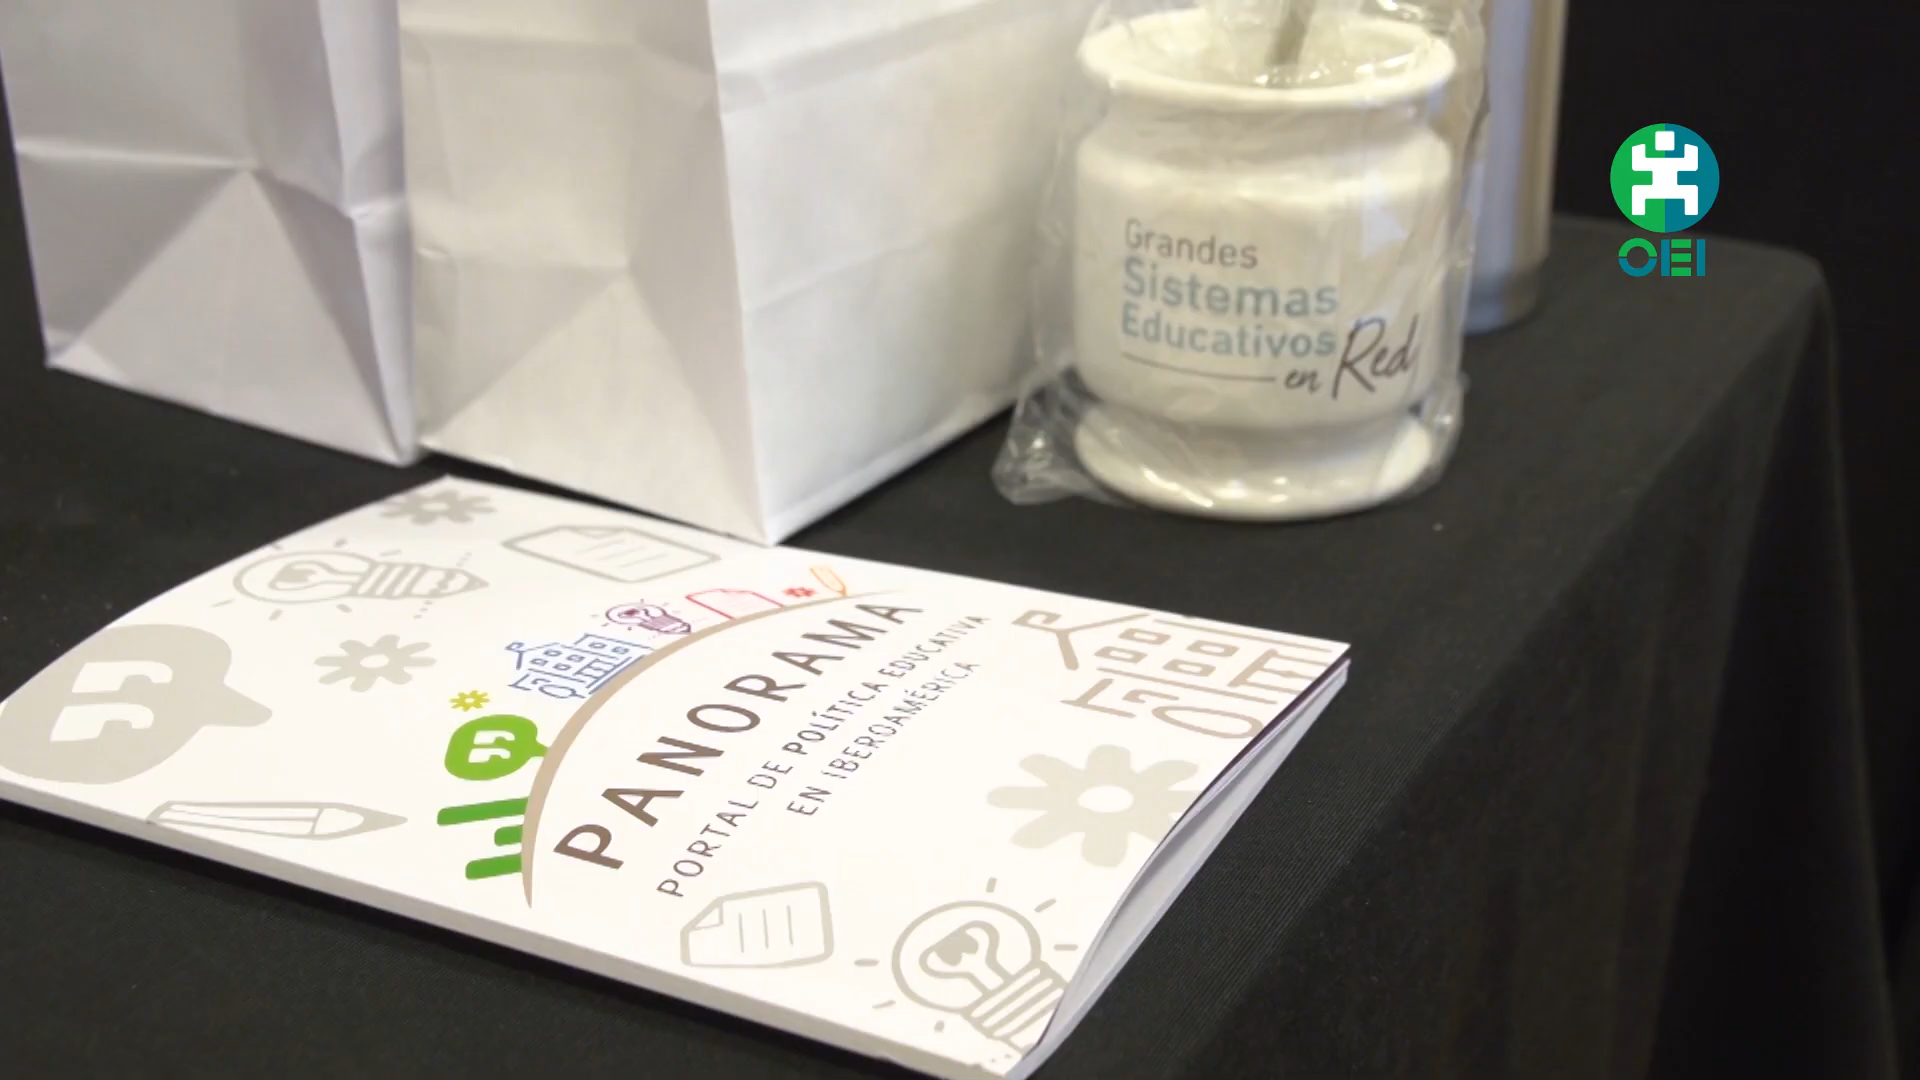 OEI
Grandes
Sistemas
Educativos
en Red
PANORAMA
PORTAL DE POLÍTICA EDUCATIVA
EN IBEROAMÉRICA